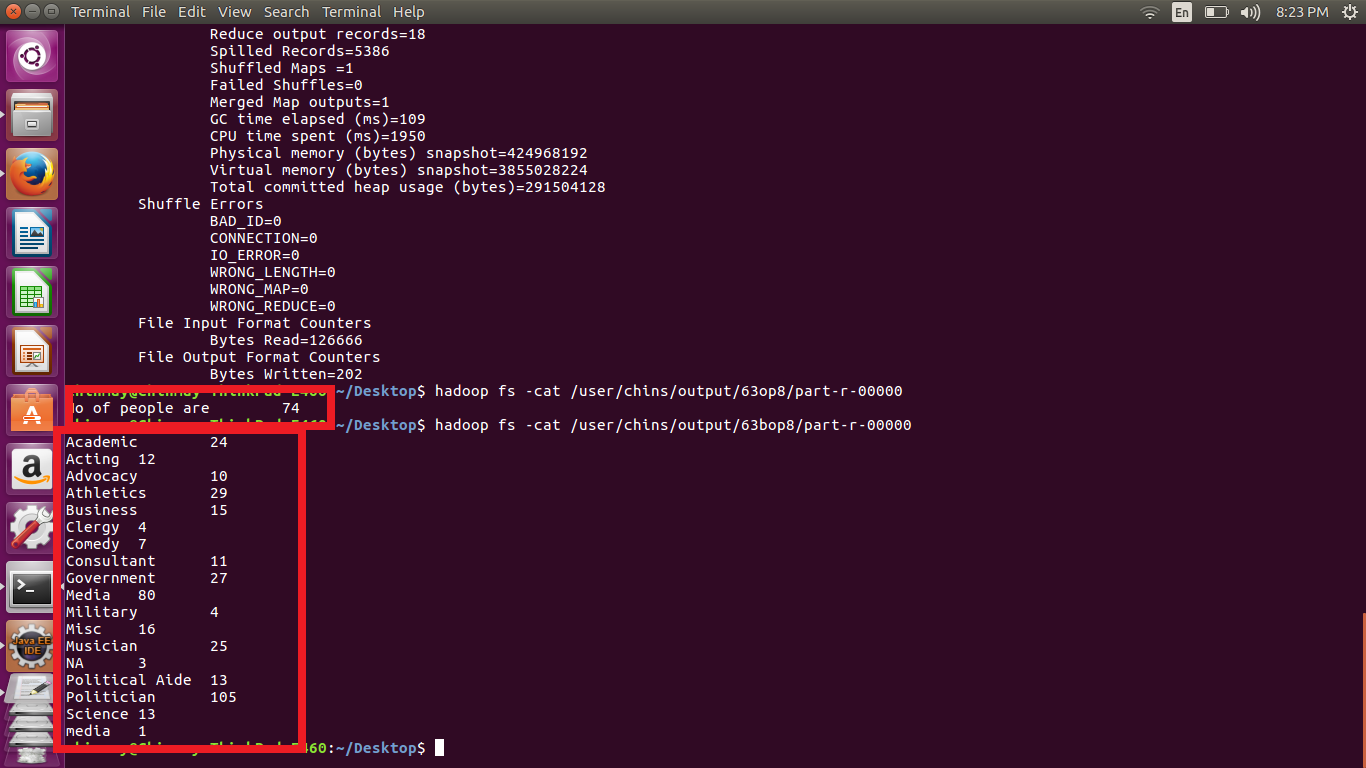 Terminal File Edit View Search Terminal Help En 8:23 PM
Reduce output records=18
Spilled Records=5386
Shuffled Maps =1
Failed Shuffles=0
Merged Map outputs=1
GC time elapsed (ms)=109
CPU time spent (ms)=1950
Physical memory (bytes) snapshot=424968192
Virtual memory (bytes) snapshot=3855028224
Total committed heap usage (bytes)=291504128
Shuffle Errors
BAD_ID=0
CONNECTION=0
IO_ERROR=0
WRONG_LENGTH=0
WRONG_MAP=0
WRONG_REDUCE=0
File Input Format Counters
Bytes Read=126666
File Output Format Counters
Bytes Written=202
~/Desktop$ hadoop fs -cat /user/chins/output/63op8/part-r-00000
No of people are 74
~/Desktop$ hadoop fs -cat /user/chins/output/63bop8/part-r-00000
Academic 24
Acting 12
Advocacy 10
Athletics 29
Business 15
Clergy 4
Comedy 7
Consultant 11
Government 27
Media 80
Military 4
Misc 16
Musician 25
NA 3
Political Aide 13
Politician 105
Science 13
media 1
460:~/Desktop$
Java EE
IDE